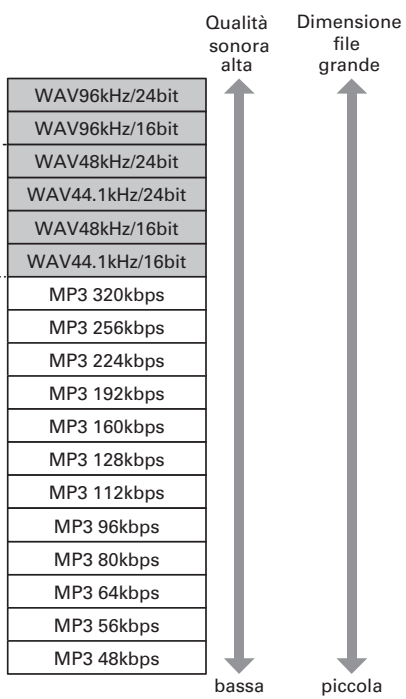 Qualità
sonora
alta
Dimensione
file
grande
WAV96kHz/24bit
WAV96kHz/16bit
WAV48kHz/24bit
WAV44.1kHz/24bit
WAV48kHz/16bit
WAV44.1kHz/16bit
MP3 320kbps
MP3 256kbps
MP3 224kbps
MP3 192kbps
MP3 160kbps
MP3 128kbps
MP3 112kbps
MP3 96kbps
MP3 80kbps
MP3 64kbps
MP3 56kbps
MP3 48kbps
bassa
piccola